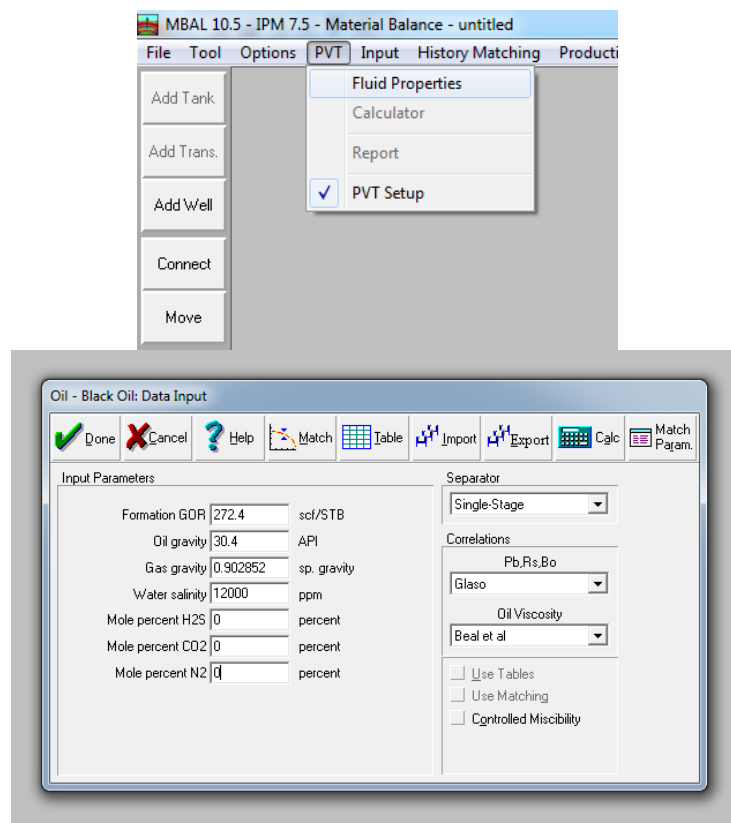 MBAL 10.5 - IPM 7.5 - Material Balance - untitled
File Tool Options PVT Input History Matching Producti
Fluid Properties
Calculator
Report
PVT Setup
Add Tank
Add Trans.
Add Well
Connect
Move
Oil - Black Oil: Data Input
Done Cancel Help Match Table Import Export Calc Match Param.
Input Parameters
Formation GOR 272.4 scf/STB
Oil gravity 30.4 API
Gas gravity 0.902852 sp. gravity
Water salinity 12000 ppm
Mole percent H2S 0 percent
Mole percent CO2 0 percent
Mole percent N2 0 percent
Separator
Single-Stage
Correlations
Pb,Rs,Bo
Glaso
Oil Viscosity
Beal et al
Use Tables
Use Matching
Controlled Miscibility